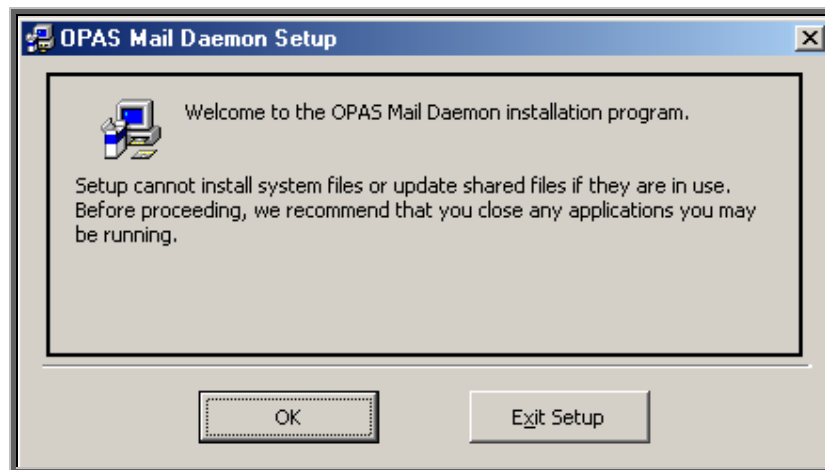 OPAS Mail Daemon Setup
Welcome to the OPAS Mail Daemon installation program.
Setup cannot install system files or update shared files if they are in use.
Before proceeding, we recommend that you close any applications you may
be running.
OK
Exit Setup